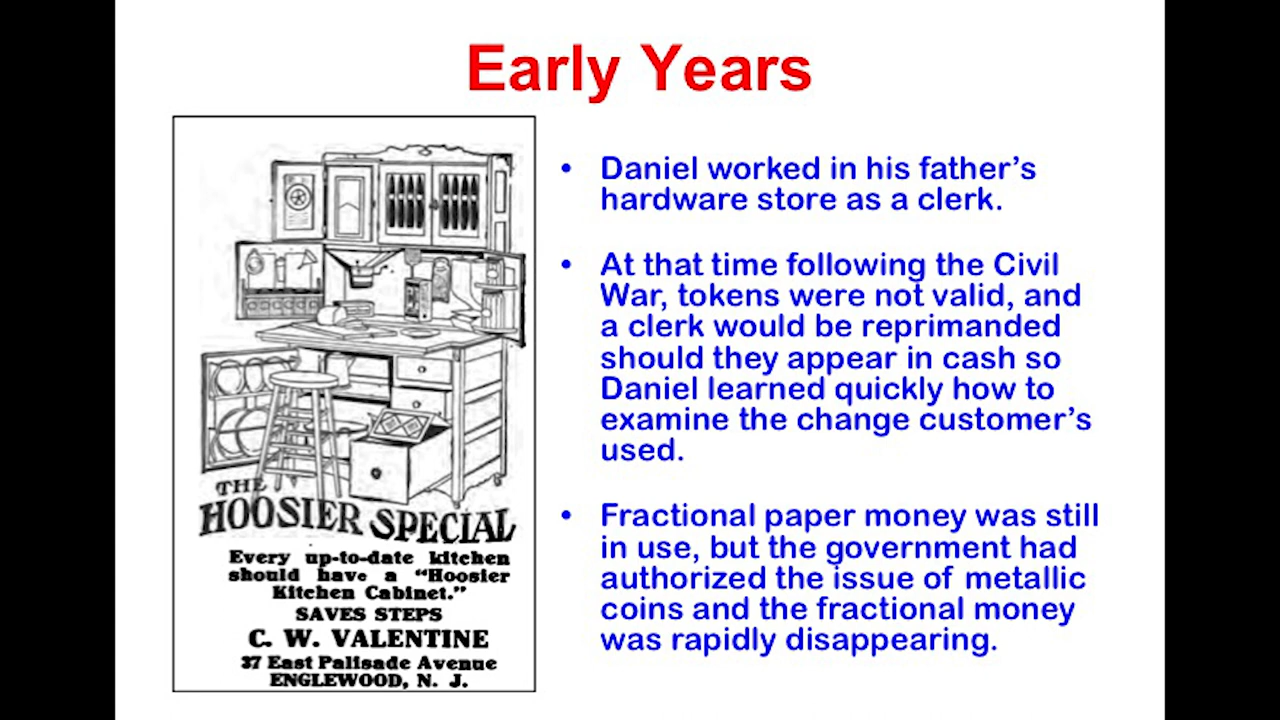 Early Years
• Daniel worked in his father's
hardware store as a clerk.
• At that time following the Civil
War, tokens were not valid, and
a clerk would be reprimanded
should they appear in cash so
Daniel learned quickly how to
examine the change customer's
used.
• Fractional paper money was still
in use, but the government had
authorized the issue of metallic
coins and the fractional money
was rapidly disappearing.
THE
HOOSIER SPECIAL
Every up-to-date kitchen
should have a "Hoosier
Kitchen Cabinet."
SAVES STEPS
C. W. VALENTINE
37 East Palisade Avenue
ENGLEWOOD, N. J.